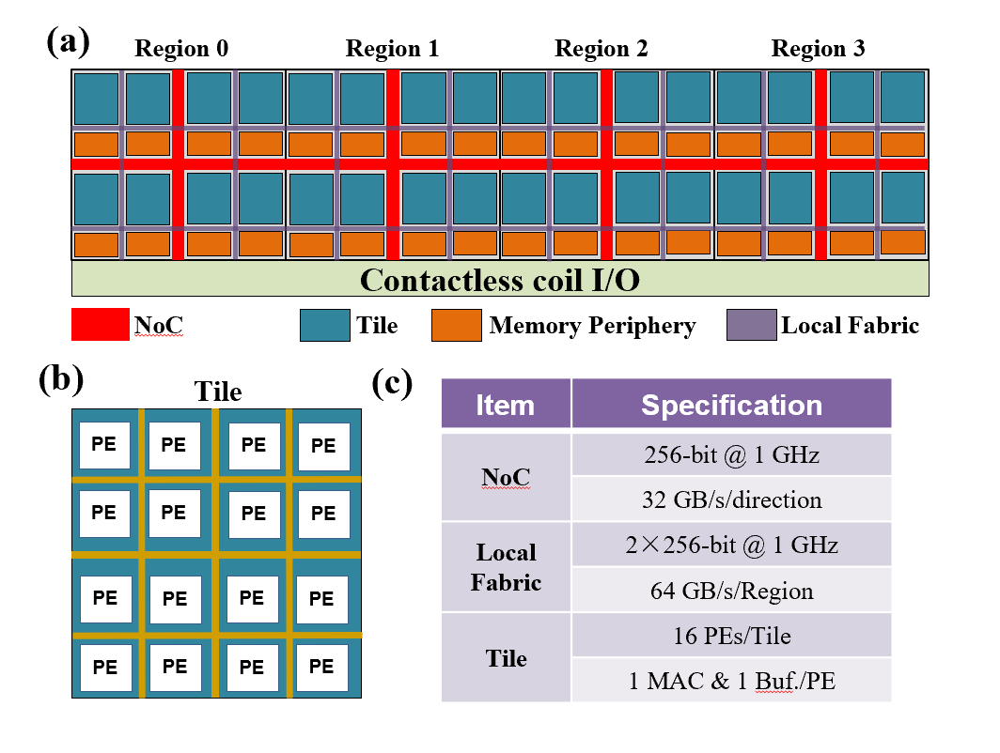 (a)
Region 0
Region 1
Region 2
Region 3
Contactless coil I/O
NoC
Tile
Memory Periphery
Local Fabric
(b)
Tile
PE PE PE PE
PE PE PE PE
PE PE PE PE
PE PE PE PE
(c)
Item
Specification
NoC
256-bit @ 1 GHz
32 GB/s/direction
Local
Fabric
2×256-bit @ 1 GHz
64 GB/s/Region
Tile
16 PEs/Tile
1 MAC & 1 Buf./PE